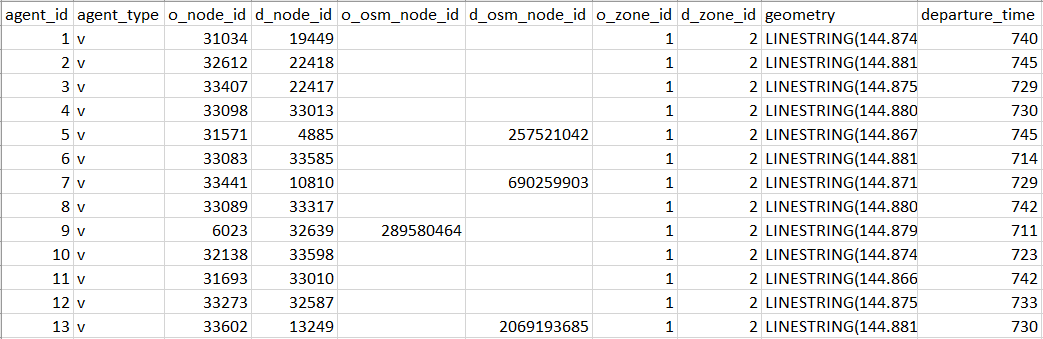 agent_id agent_type o_node_id d_node_id o_osm_node_id d_osm_node_id o_zone_id d_zone_id geometry departure_time
1 v 31034 19449 1 2 LINESTRING(144.874 740
2 v 32612 22418 1 2 LINESTRING(144.881 745
3 v 33407 22417 1 2 LINESTRING(144.875 729
4 v 33098 33013 1 2 LINESTRING(144.880 730
5 v 31571 4885 257521042 1 2 LINESTRING(144.867 745
6 v 33083 33585 1 2 LINESTRING(144.881 714
7 v 33441 10810 690259903 1 2 LINESTRING(144.871 729
8 v 33089 33317 1 2 LINESTRING(144.880 742
9 v 6023 32639 289580464 1 2 LINESTRING(144.879 711
10 v 32138 33598 1 2 LINESTRING(144.874 723
11 v 31693 33010 1 2 LINESTRING(144.866 742
12 v 33273 32587 1 2 LINESTRING(144.875 733
13 v 33602 13249 2069193685 1 2 LINESTRING(144.881 730